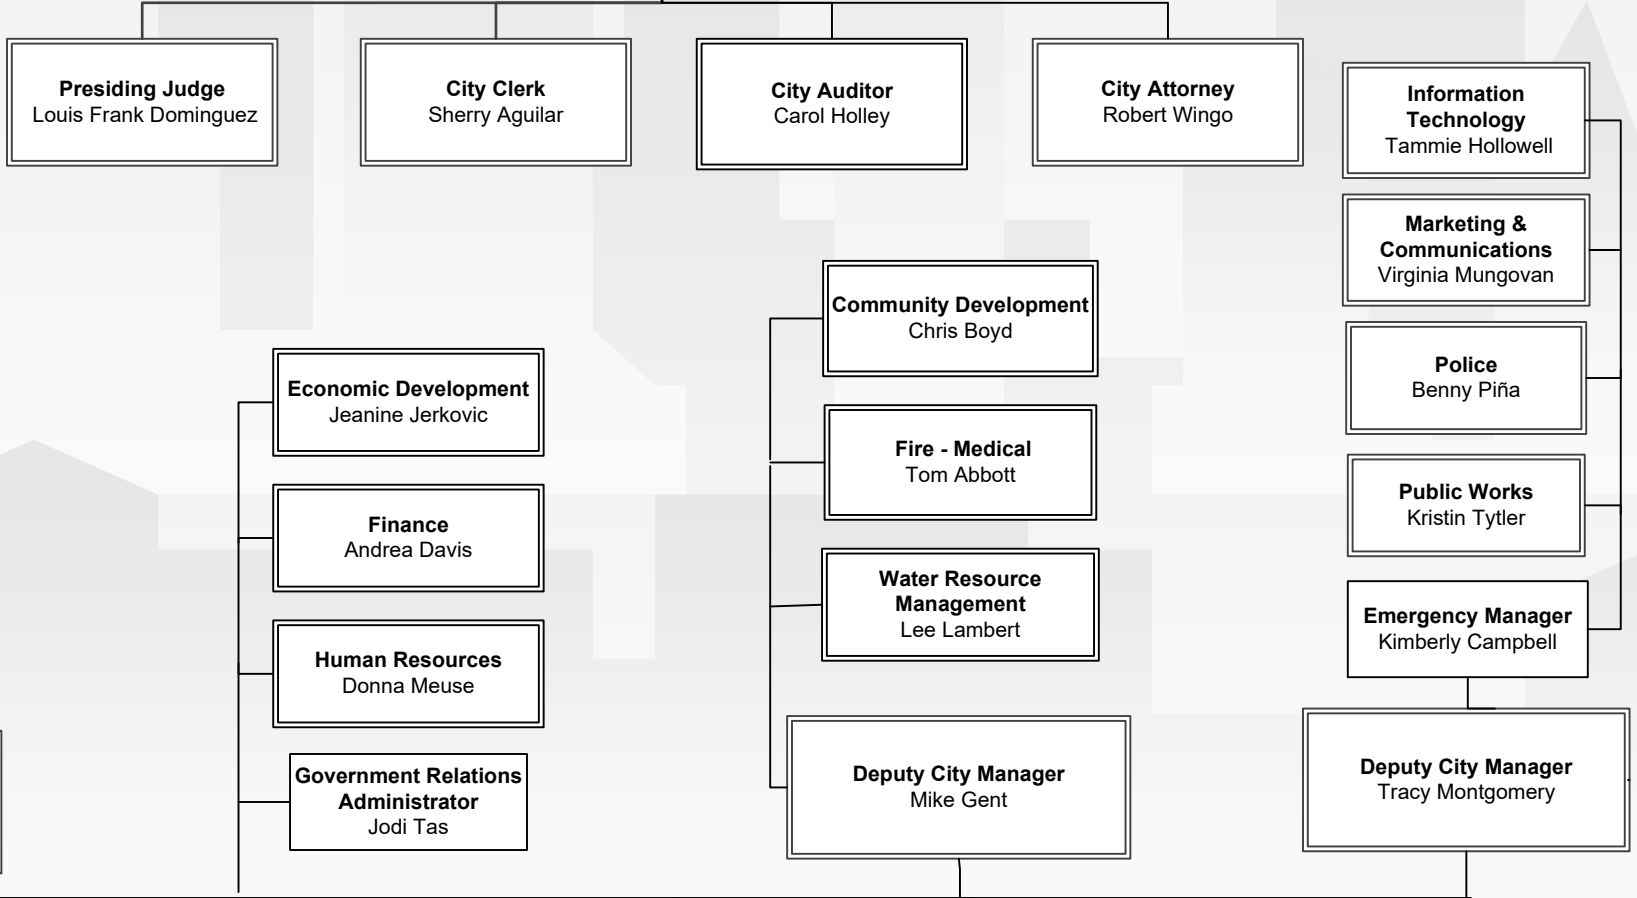 Presiding Judge
Louis Frank Dominguez
City Clerk
Sherry Aguilar
City Auditor
Carol Holley
City Attorney
Robert Wingo
Information
Technology
Tammie Hollowell
Marketing &
Communications
Virginia Mungovan
Police
Benny Piña
Public Works
Kristin Tytler
Emergency Manager
Kimberly Campbell
Deputy City Manager
Tracy Montgomery
Community Development
Chris Boyd
Fire - Medical
Tom Abbott
Water Resource
Management
Lee Lambert
Deputy City Manager
Mike Gent
Economic Development
Jeanine Jerkovic
Finance
Andrea Davis
Human Resources
Donna Meuse
Government Relations
Administrator
Jodi Tas